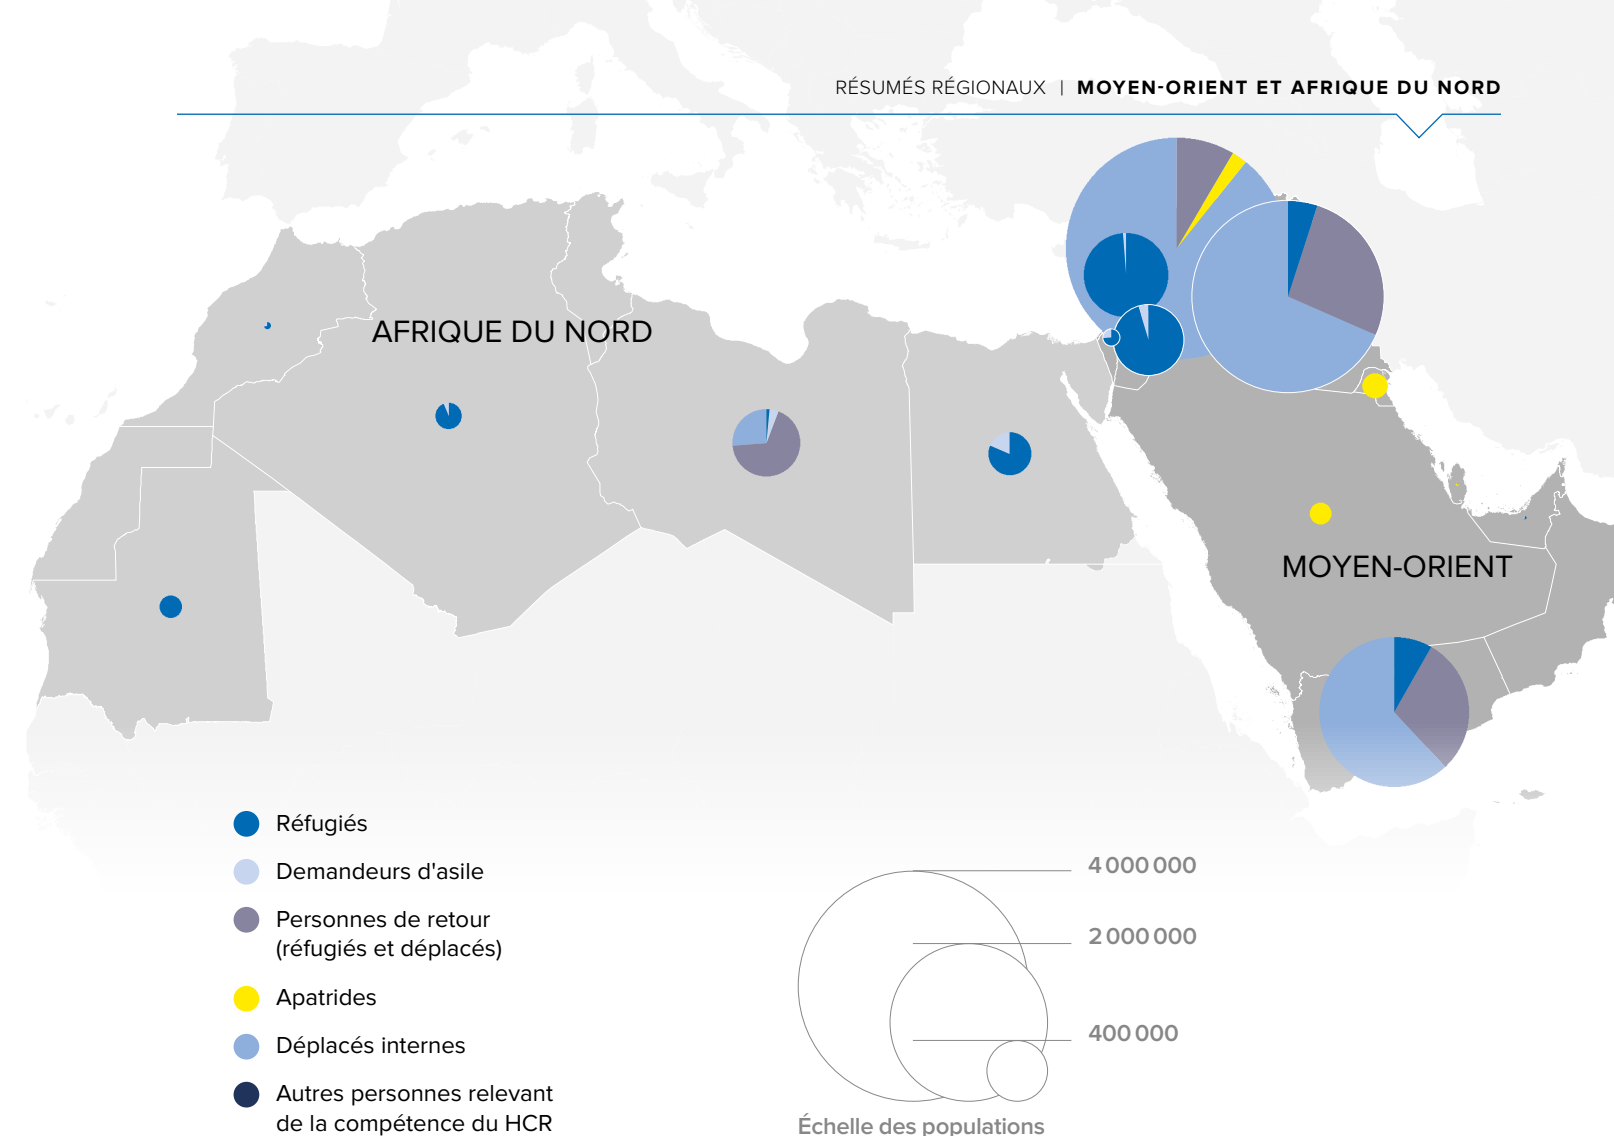 RÉSUMÉS RÉGIONAUX | MOYEN-ORIENT ET AFRIQUE DU NORD
AFRIQUE DU NORD
MOYEN-ORIENT
Réfugiés
Demandeurs d'asile
Personnes de retour
(réfugiés et déplacés)
Apatrides
Déplacés internes
Autres personnes relevant
de la compétence du HCR
4 000 000
2 000 000
400 000
Échelle des populations